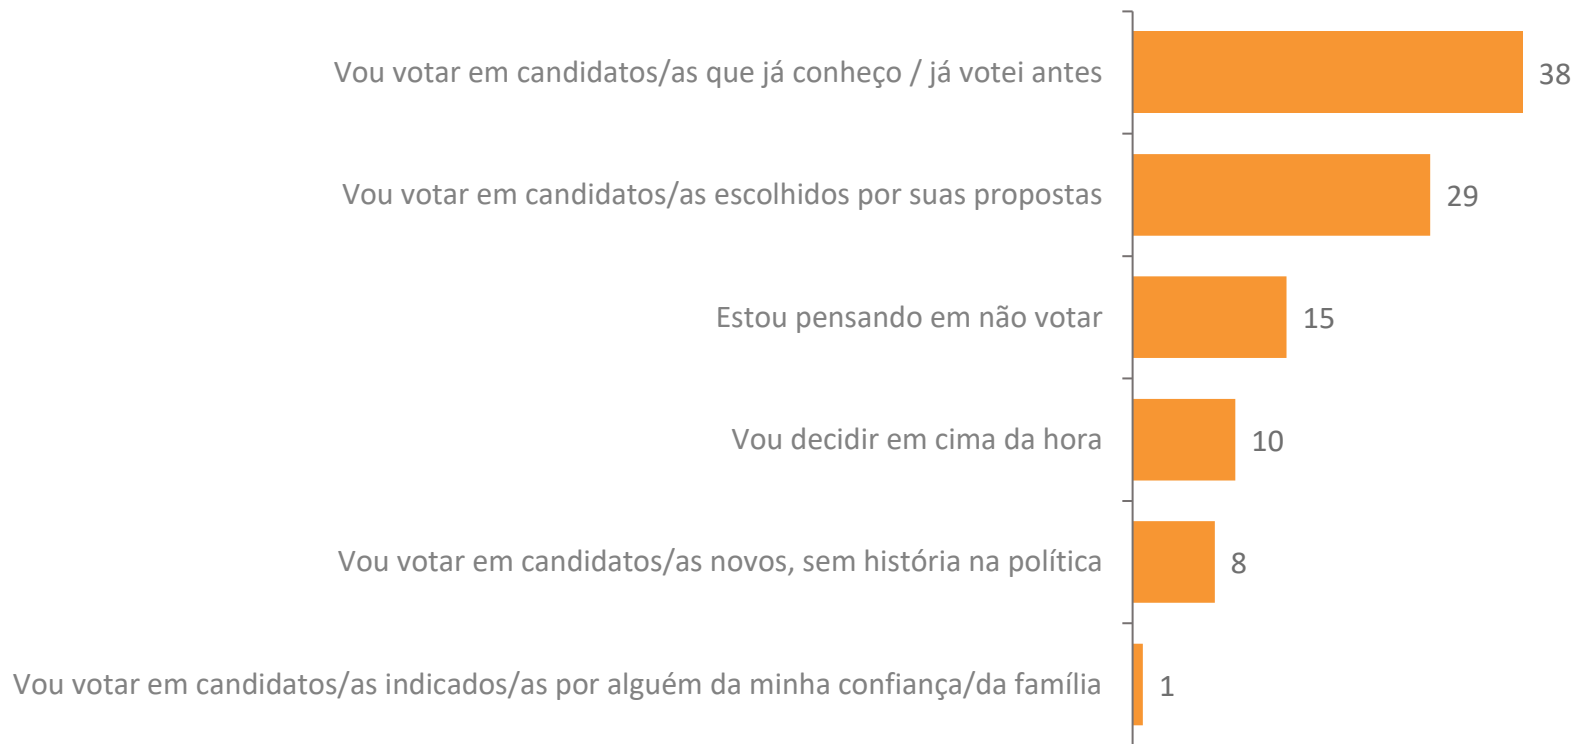 Vou votar em candidatos/as que já conheço / já votei antes 38
Vou votar em candidatos/as escolhidos por suas propostas 29
Estou pensando em não votar 15
Vou decidir em cima da hora 10
Vou votar em candidatos/as novos, sem história na política 8
Vou votar em candidatos/as indicados/as por alguém da minha confiança/da família 1